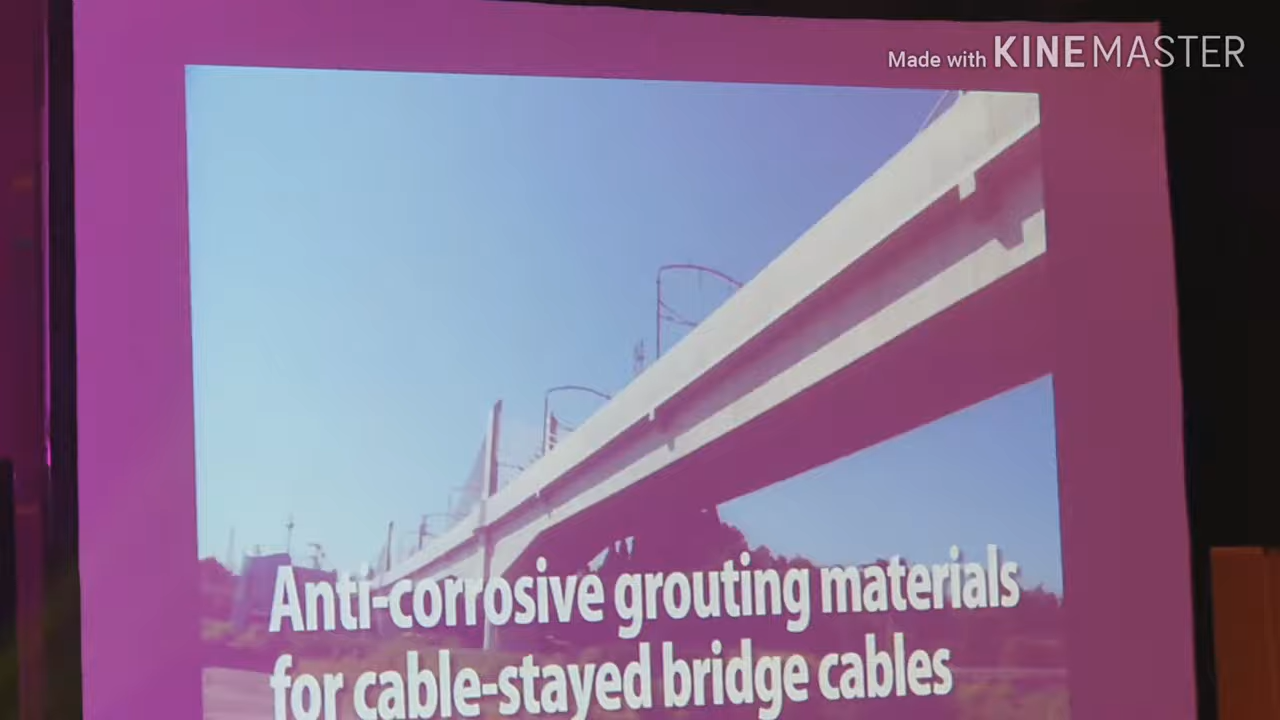 Made with KINEMASTER
Anti-corrosive grouting materials
for cable-stayed bridge cables